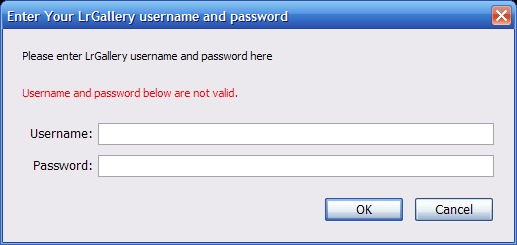 Enter Your LrGallery username and password
Please enter LrGallery username and password here
Username and password below are not valid.
Username:
Password:
OK
Cancel